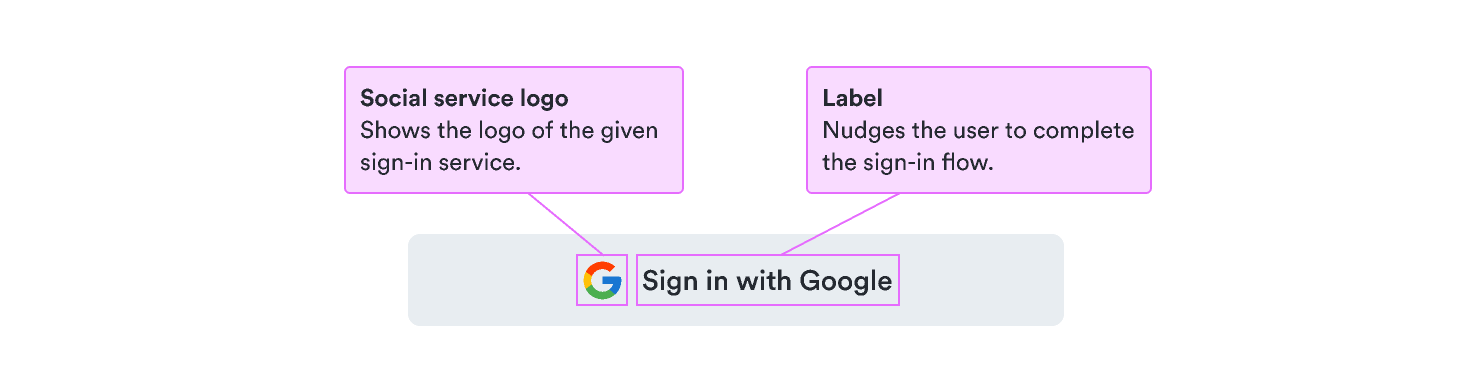 Social service logo
Shows the logo of the given
sign-in service.
Label
Nudges the user to complete
the sign-in flow.
Sign in with Google